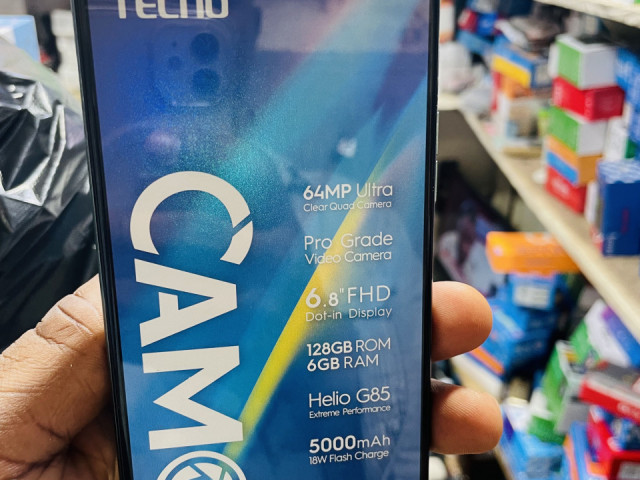 TECNO
CAMO
64MP Ultra
Clear Quad Camera
Pro Grade
Video Camera
6.8" FHD
Dot-in Display
128GB ROM
6GB RAM
Helio G85
Extreme Performance
5000mAh
18W Flash Charge